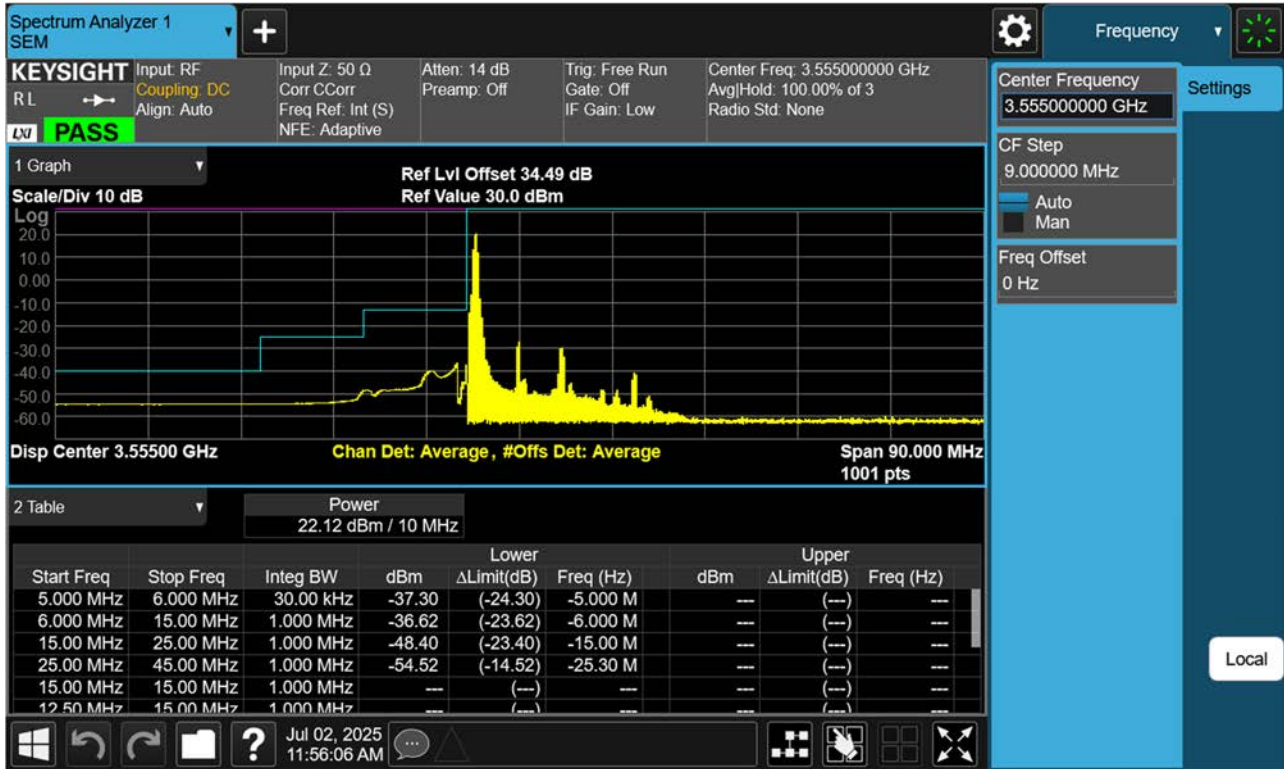 Spectrum Analyzer 1
SEM
+
Frequency
KEYSIGHT
R L
LXI PASS
Input: RF
Coupling: DC
Align: Auto
Input Z: 50 Ω
Corr CCorr
Freq Ref: Int (S)
NFE: Adaptive
Atten: 14 dB
Preamp: Off
Trig: Free Run
Gate: Off
IF Gain: Low
Center Freq: 3.555000000 GHz
Avg|Hold: 100.00% of 3
Radio Std: None
Center Frequency
3.555000000 GHz
Settings
CF Step
9.000000 MHz
Auto
Man
Freq Offset
0 Hz
Local
1 Graph
Scale/Div 10 dB
Ref Lvl Offset 34.49 dB
Ref Value 30.0 dBm
Log
20.0
10.0
0.00
-10.0
-20.0
-30.0
-40.0
-50.0
-60.0
Disp Center 3.55500 GHz
Chan Det: Average, #Offs Det: Average
Span 90.000 MHz
1001 pts
2 Table
Power
22.12 dBm / 10 MHz
Lower Upper
Start Freq Stop Freq Integ BW dBm ΔLimit(dB) Freq (Hz) dBm ΔLimit(dB) Freq (Hz)
5.000 MHz 6.000 MHz 30.00 kHz -37.30 (-24.30) -5.000 M --- (---) ---
6.000 MHz 15.00 MHz 1.000 MHz -36.62 (-23.62) -6.000 M --- (---) ---
15.00 MHz 25.00 MHz 1.000 MHz -48.40 (-23.40) -15.00 M --- (---) ---
25.00 MHz 45.00 MHz 1.000 MHz -54.52 (-14.52) -25.30 M --- (---) ---
15.00 MHz 15.00 MHz 1.000 MHz --- (---) --- --- (---) ---
12.50 MHz 15.00 MHz 1.000 MHz --- (---) --- --- (---) ---
?
Jul 02, 2025
11:56:06 AM